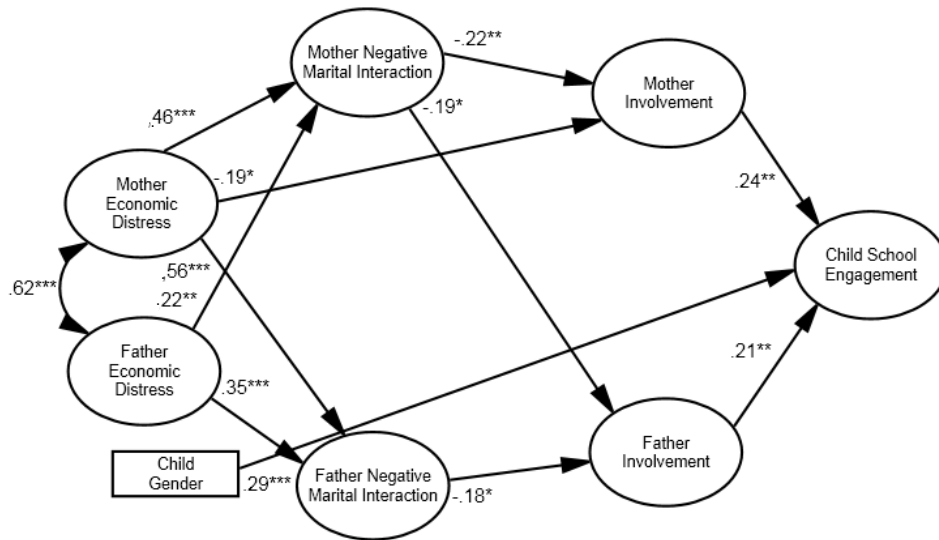 Mother Negative
Marital Interaction
-.22**
Mother
Involvement
-.19*
,46***
Mother
Economic
Distress
-.19*
.24**
Child School
Engagement
,56***
.22**
.62***
Father
Economic
Distress
.35***
.21**
Child
Gender
.29***
Father Negative
Marital Interaction
-.18*
Father
Involvement